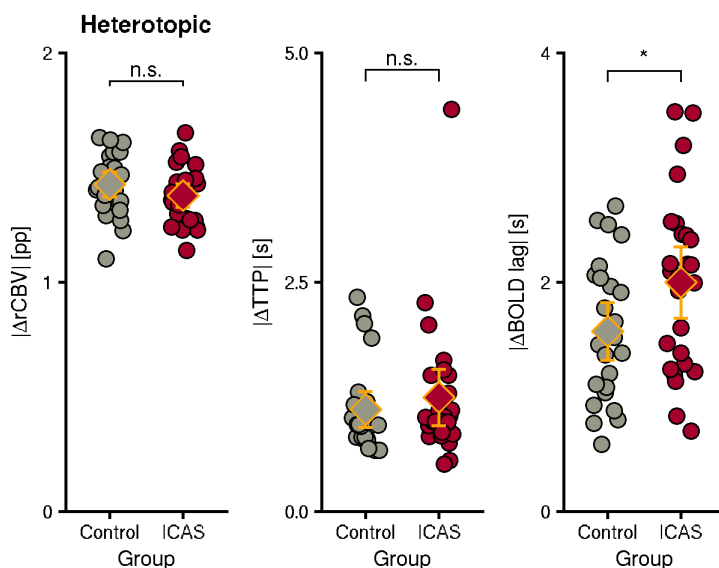 Heterotopic
|ΔrCBV| [pp]
2
1
0
n.s.
Control
ICAS
Group
|ΔTTP| [s]
5.0
2.5
0.0
n.s.
Control
ICAS
Group
|ΔBOLD lag| [s]
4
2
0
*
Control
ICAS
Group